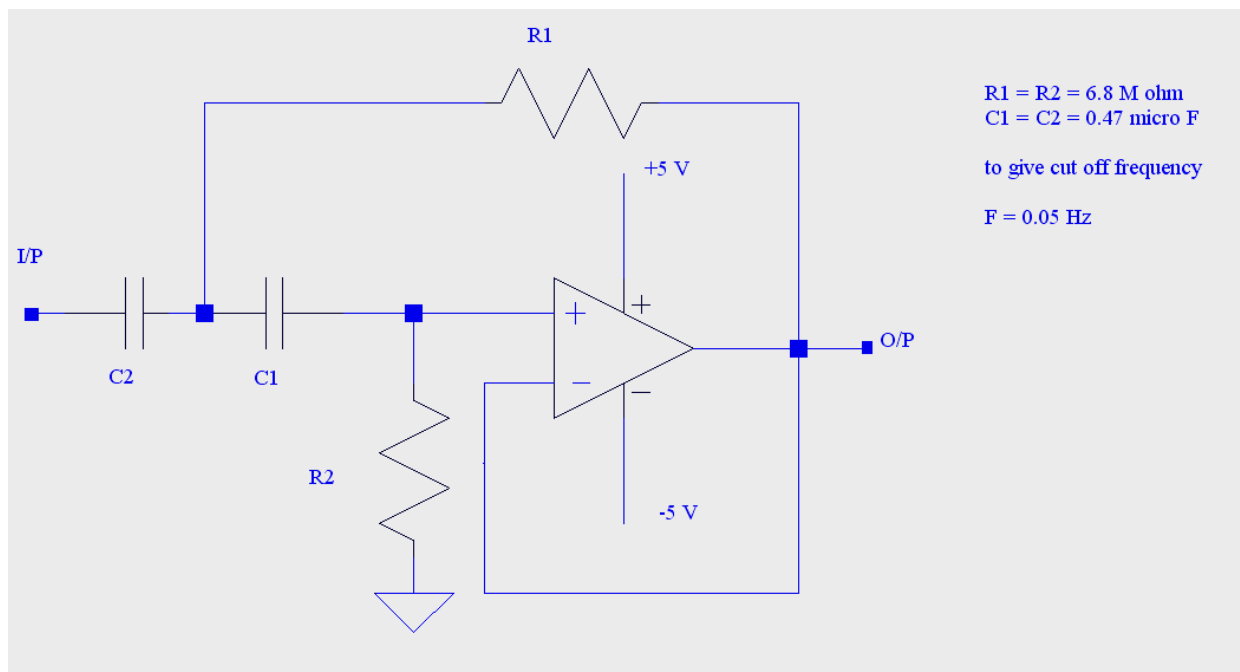 R1
R1 = R2 = 6.8 M ohm
C1 = C2 = 0.47 micro F
to give cut off frequency
F = 0.05 Hz
+5 V
I/P
+
+
O/P
C2
C1
−
−
R2
-5 V